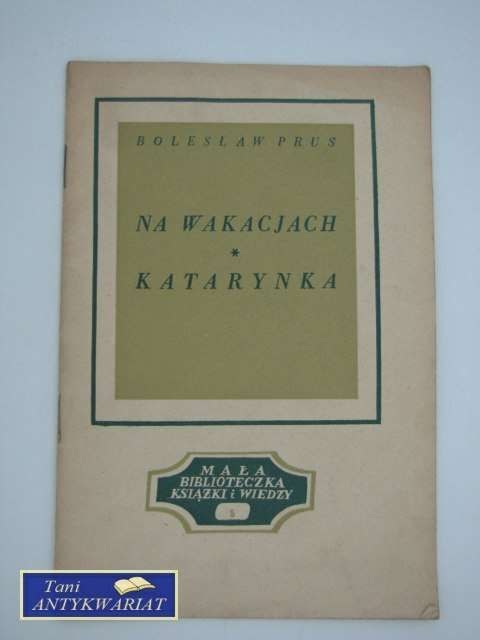 BOLESŁAW PRUS
NA WAKACJACH
*
KATARYNKA
MAŁA
BIBLIOTECZKA
KSIĄŻKI i WIEDZY
5
Tani
ANTYKWARIAT